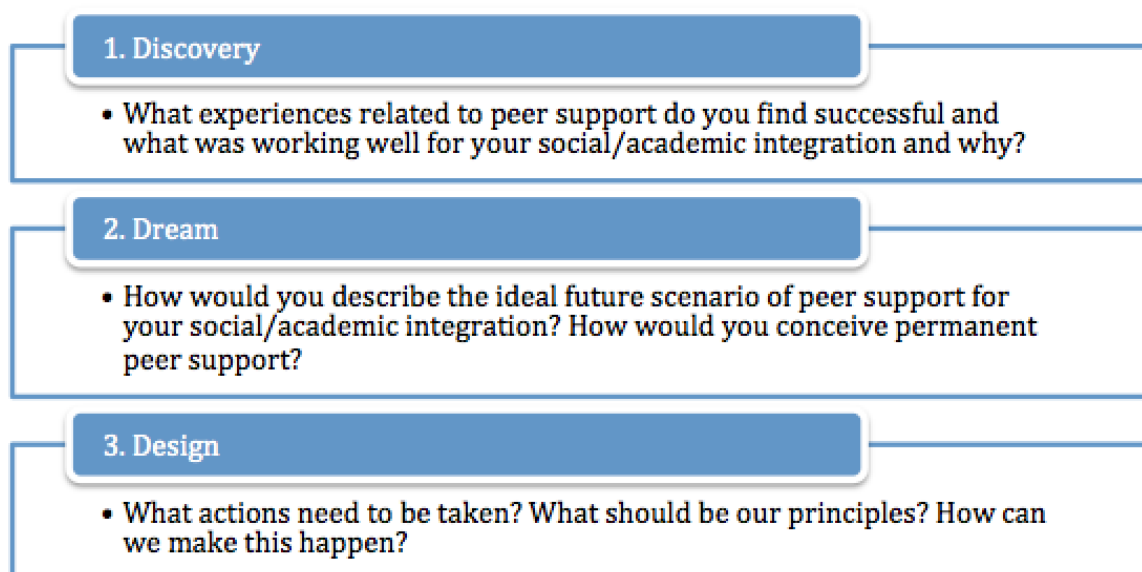 1. Discovery
• What experiences related to peer support do you find successful and
what was working well for your social/academic integration and why?
2. Dream
• How would you describe the ideal future scenario of peer support for
your social/academic integration? How would you conceive permanent
peer support?
3. Design
• What actions need to be taken? What should be our principles? How can
we make this happen?